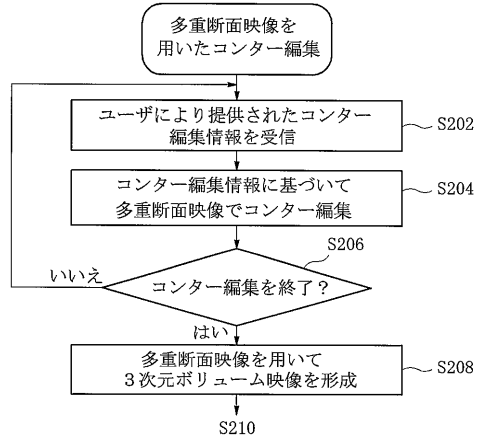 多重断面映像を
用いたコンター編集
ユーザにより提供されたコンター
編集情報を受信
S202
コンター編集情報に基づいて
多重断面映像でコンター編集
S204
S206
いいえ
コンター編集を終了？
はい
多重断面映像を用いて
３次元ボリューム映像を形成
S208
S210